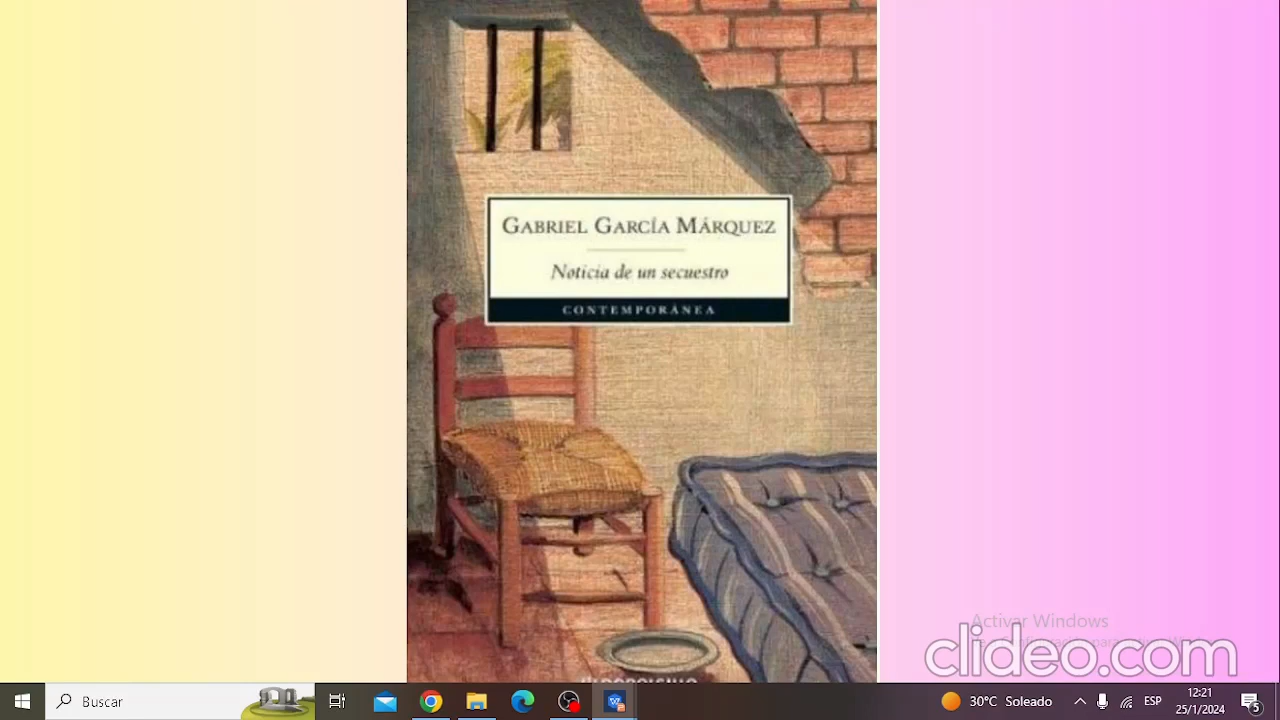 GABRIEL GARCÍA MÁRQUEZ
Noticia de un secuestro
CONTEMPORÁNEA
Activar Windows
clideo.com
Buscar
30°C Soleado
ESP
12:21
25/1/2024
5